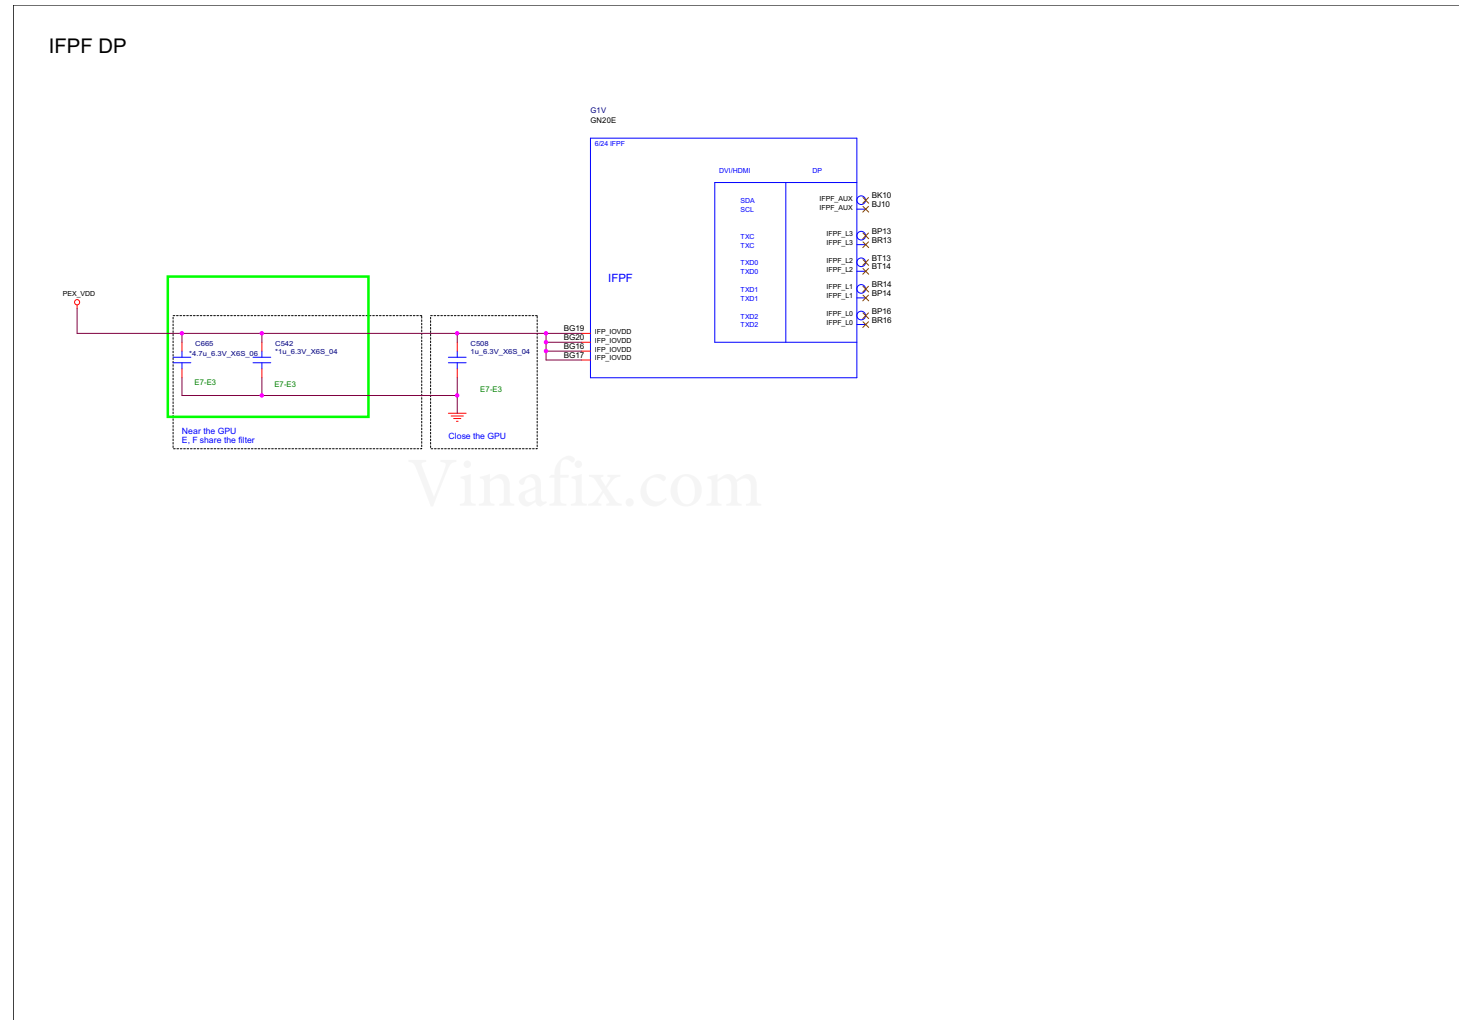 IFPF DP
G1V
GN20E
6/24 IFPF
DVI/HDMI DP
SDA IFPF_AUX BK10
SCL IFPF_AUX BJ10
TXC IFPF_L3 BP13
TXC IFPF_L3 BR13
TXD0 IFPF_L2 BT13
TXD0 IFPF_L2 BT14
IFPF
TXD1 IFPF_L1 BR14
TXD1 IFPF_L1 BP14
TXD2 IFPF_L0 BP16
TXD2 IFPF_L0 BR16
PEX_VDD
BG19 IFP_IOVDD
BG20 IFP_IOVDD
BG16 IFP_IOVDD
BG17 IFP_IOVDD
C665
*4.7u_6.3V_X6S_06
E7-E3
C542
*1u_6.3V_X6S_04
E7-E3
C508
1u_6.3V_X6S_04
E7-E3
Near the GPU
E, F share the filter
Close the GPU
Vinafix.com